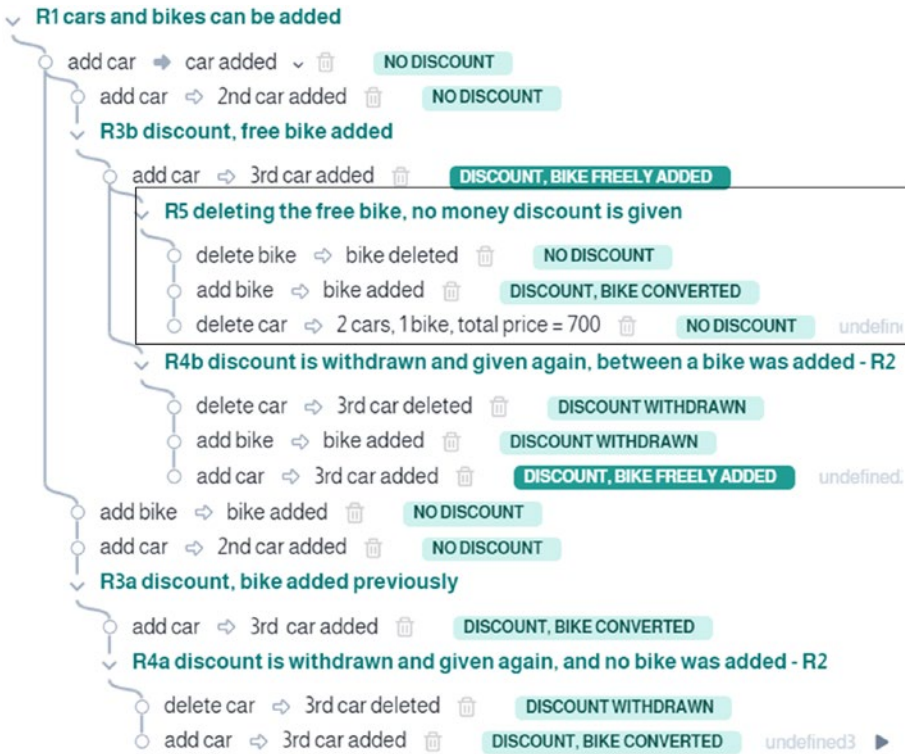 R1 cars and bikes can be added
add car ➔ car added NO DISCOUNT
add car ⇨ 2nd car added NO DISCOUNT
R3b discount, free bike added
add car ⇨ 3rd car added DISCOUNT, BIKE FREELY ADDED
R5 deleting the free bike, no money discount is given
delete bike ⇨ bike deleted NO DISCOUNT
add bike ⇨ bike added DISCOUNT, BIKE CONVERTED
delete car ⇨ 2 cars, 1 bike, total price = 700 NO DISCOUNT undefin
R4b discount is withdrawn and given again, between a bike was added - R2
delete car ⇨ 3rd car deleted DISCOUNT WITHDRAWN
add bike ⇨ bike added DISCOUNT WITHDRAWN
add car ⇨ 3rd car added DISCOUNT, BIKE FREELY ADDED undefined.
add bike ⇨ bike added NO DISCOUNT
add car ⇨ 2nd car added NO DISCOUNT
R3a discount, bike added previously
add car ⇨ 3rd car added DISCOUNT, BIKE CONVERTED
R4a discount is withdrawn and given again, and no bike was added - R2
delete car ⇨ 3rd car deleted DISCOUNT WITHDRAWN
add car ⇨ 3rd car added DISCOUNT, BIKE CONVERTED undefined3